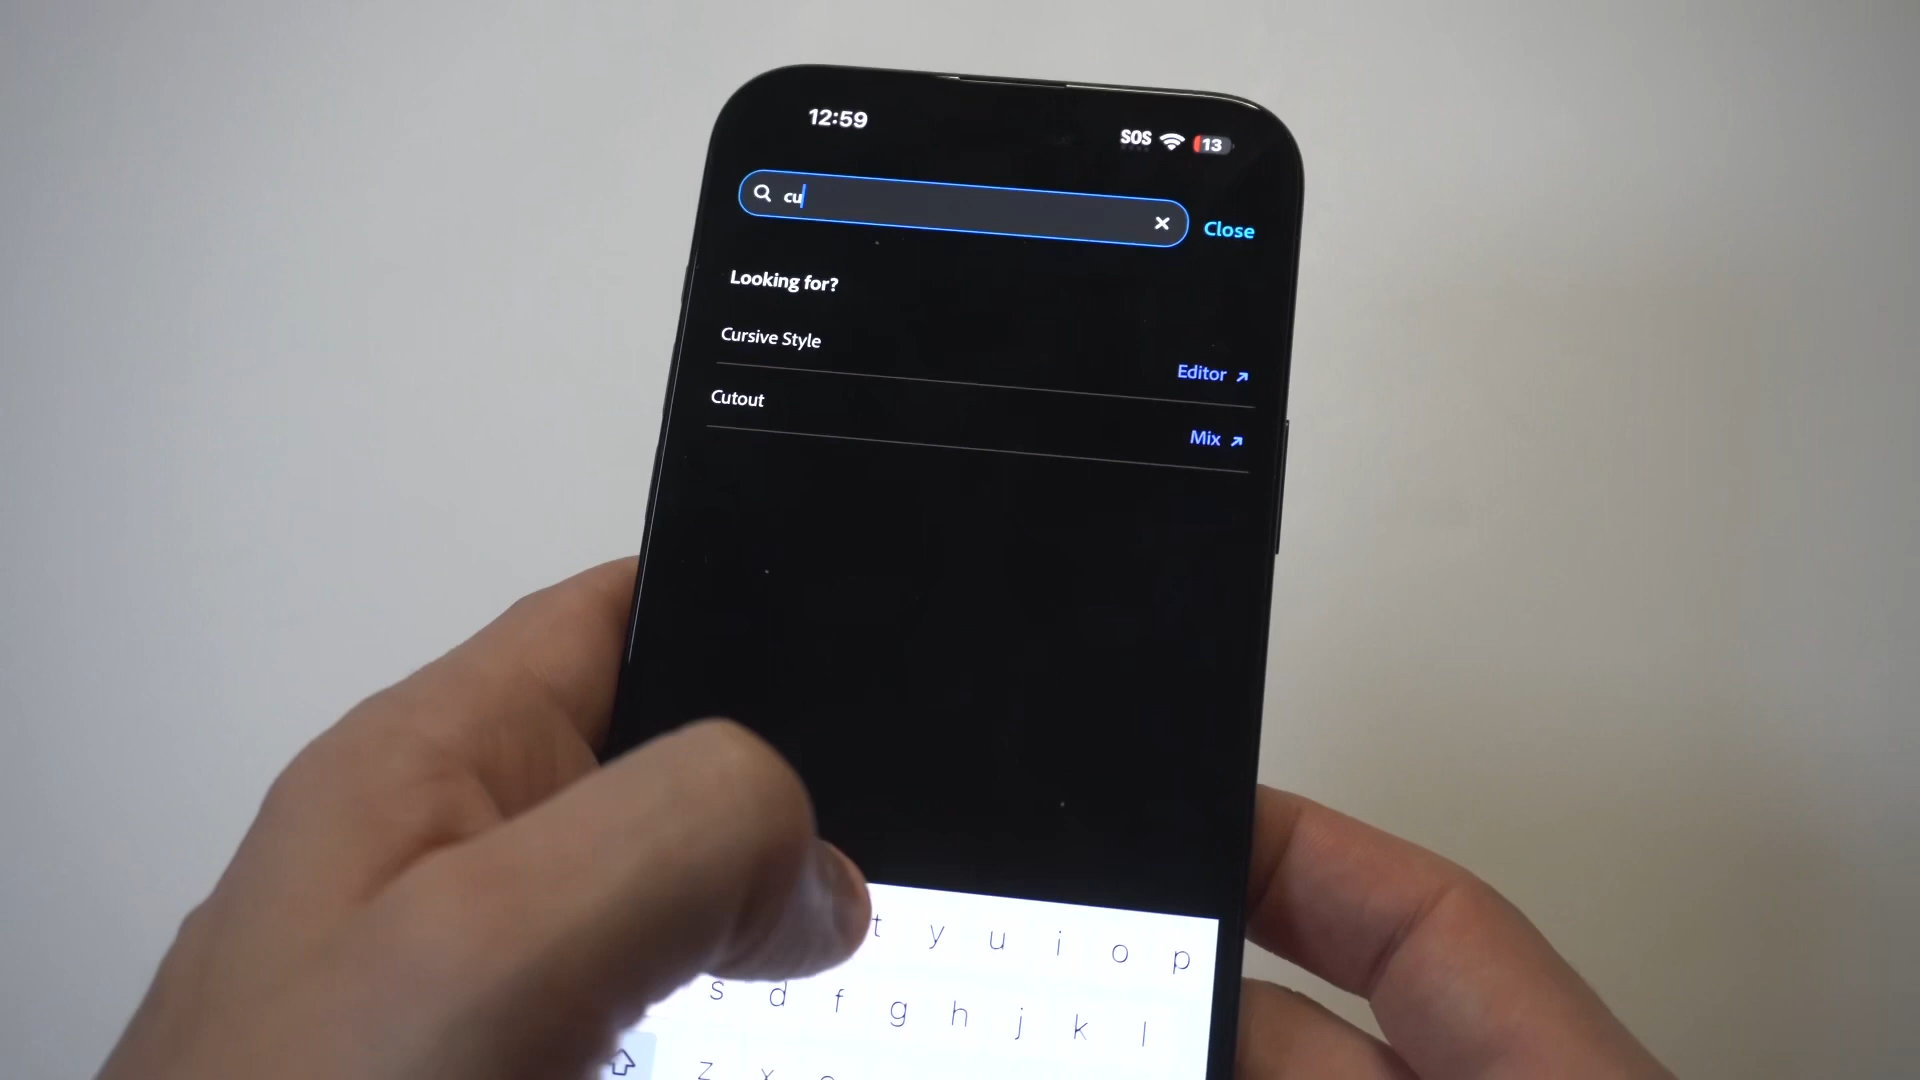 12:59
SOS 13
cu
Close
Looking for?
Cursive Style
Editor
Cutout
Mix
t y u i o p
s d f g h j k l
z x c